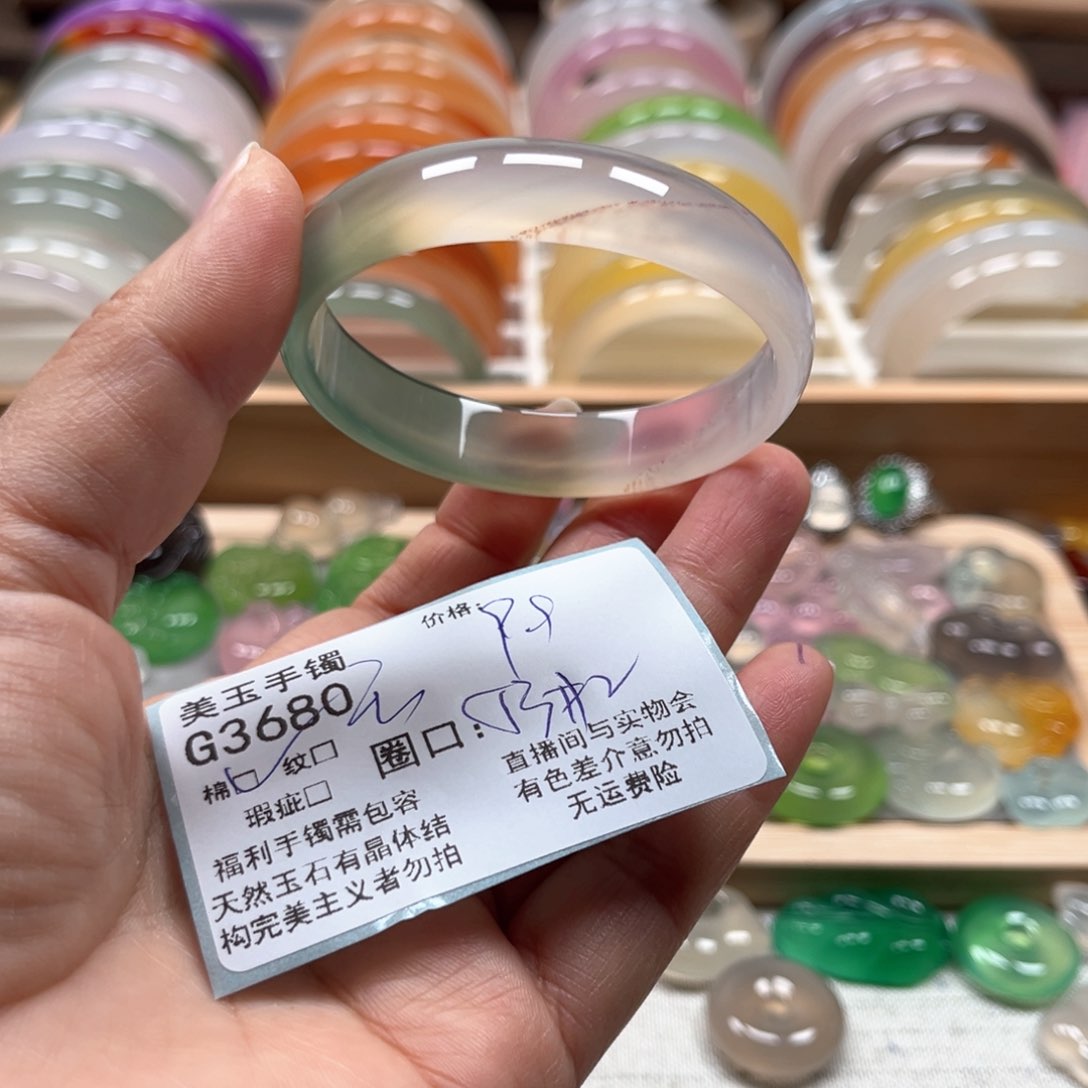 价格:
美玉手镯
G3680
棉□ 纹□
圈口:
瑕疵□
直播间与实物会
有色差介意勿拍
无运费险
福利手镯需包容
天然玉石有晶体结
构完美主义者勿拍